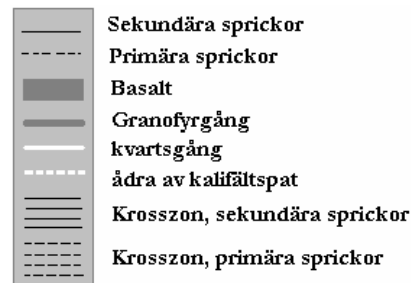 Sekundära sprickor
Primära sprickor
Basalt
Granofyrgång
kvartsgång
ådra av kalifältspat
Krosszon, sekundära sprickor
Krosszon, primära sprickor